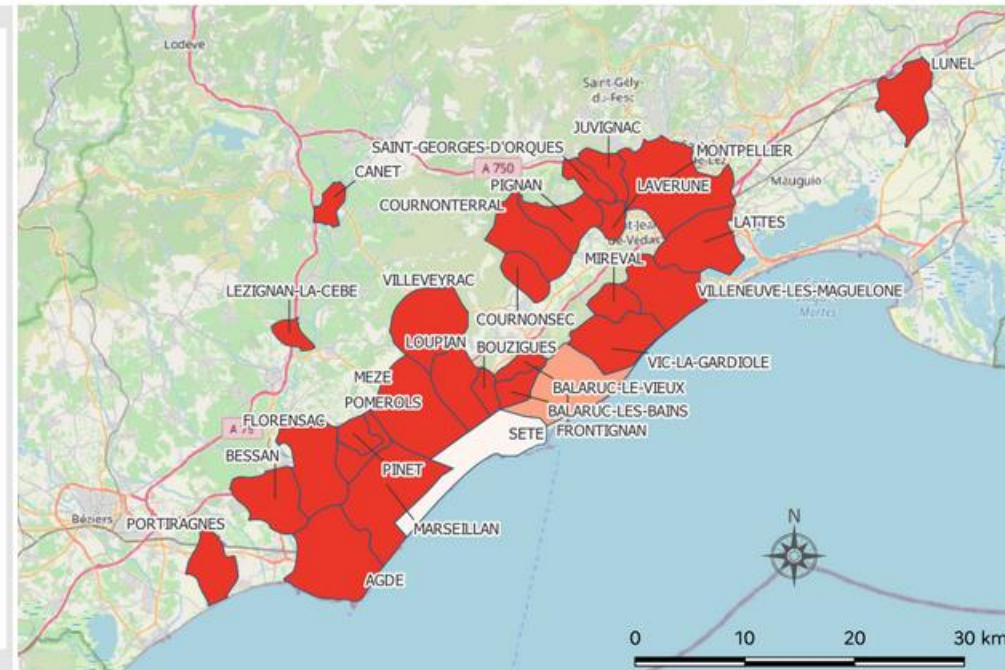 Lodève
LUNEL
Saint-Gély-
du-Fesc
JUVIGNAC
SAINT-GEORGES-D'ORQUES
MONTPELLIER
A 750
CANET
PIGNAN
LAVERUNE
Mauguio
COURNONTERRAL
LATTES
MIREVAL
VILLEVEYRAC
LEZIGNAN-LA-CEBE
VILLENEUVE-LES-MAGUELONE
COURNONSEC
LOUPIAN
BOUZIGUES
VIC-LA-GARDIOLE
MEZE
BALARUC-LE-VIEUX
POMEROLS
BALARUC-LES-BAINS
FLORENSAC
SETE
FRONTIGNAN
BESSAN
PINET
Béziers
PORTIRAGNES
MARSEILLAN
N
AGDE
0 10 20 30 km